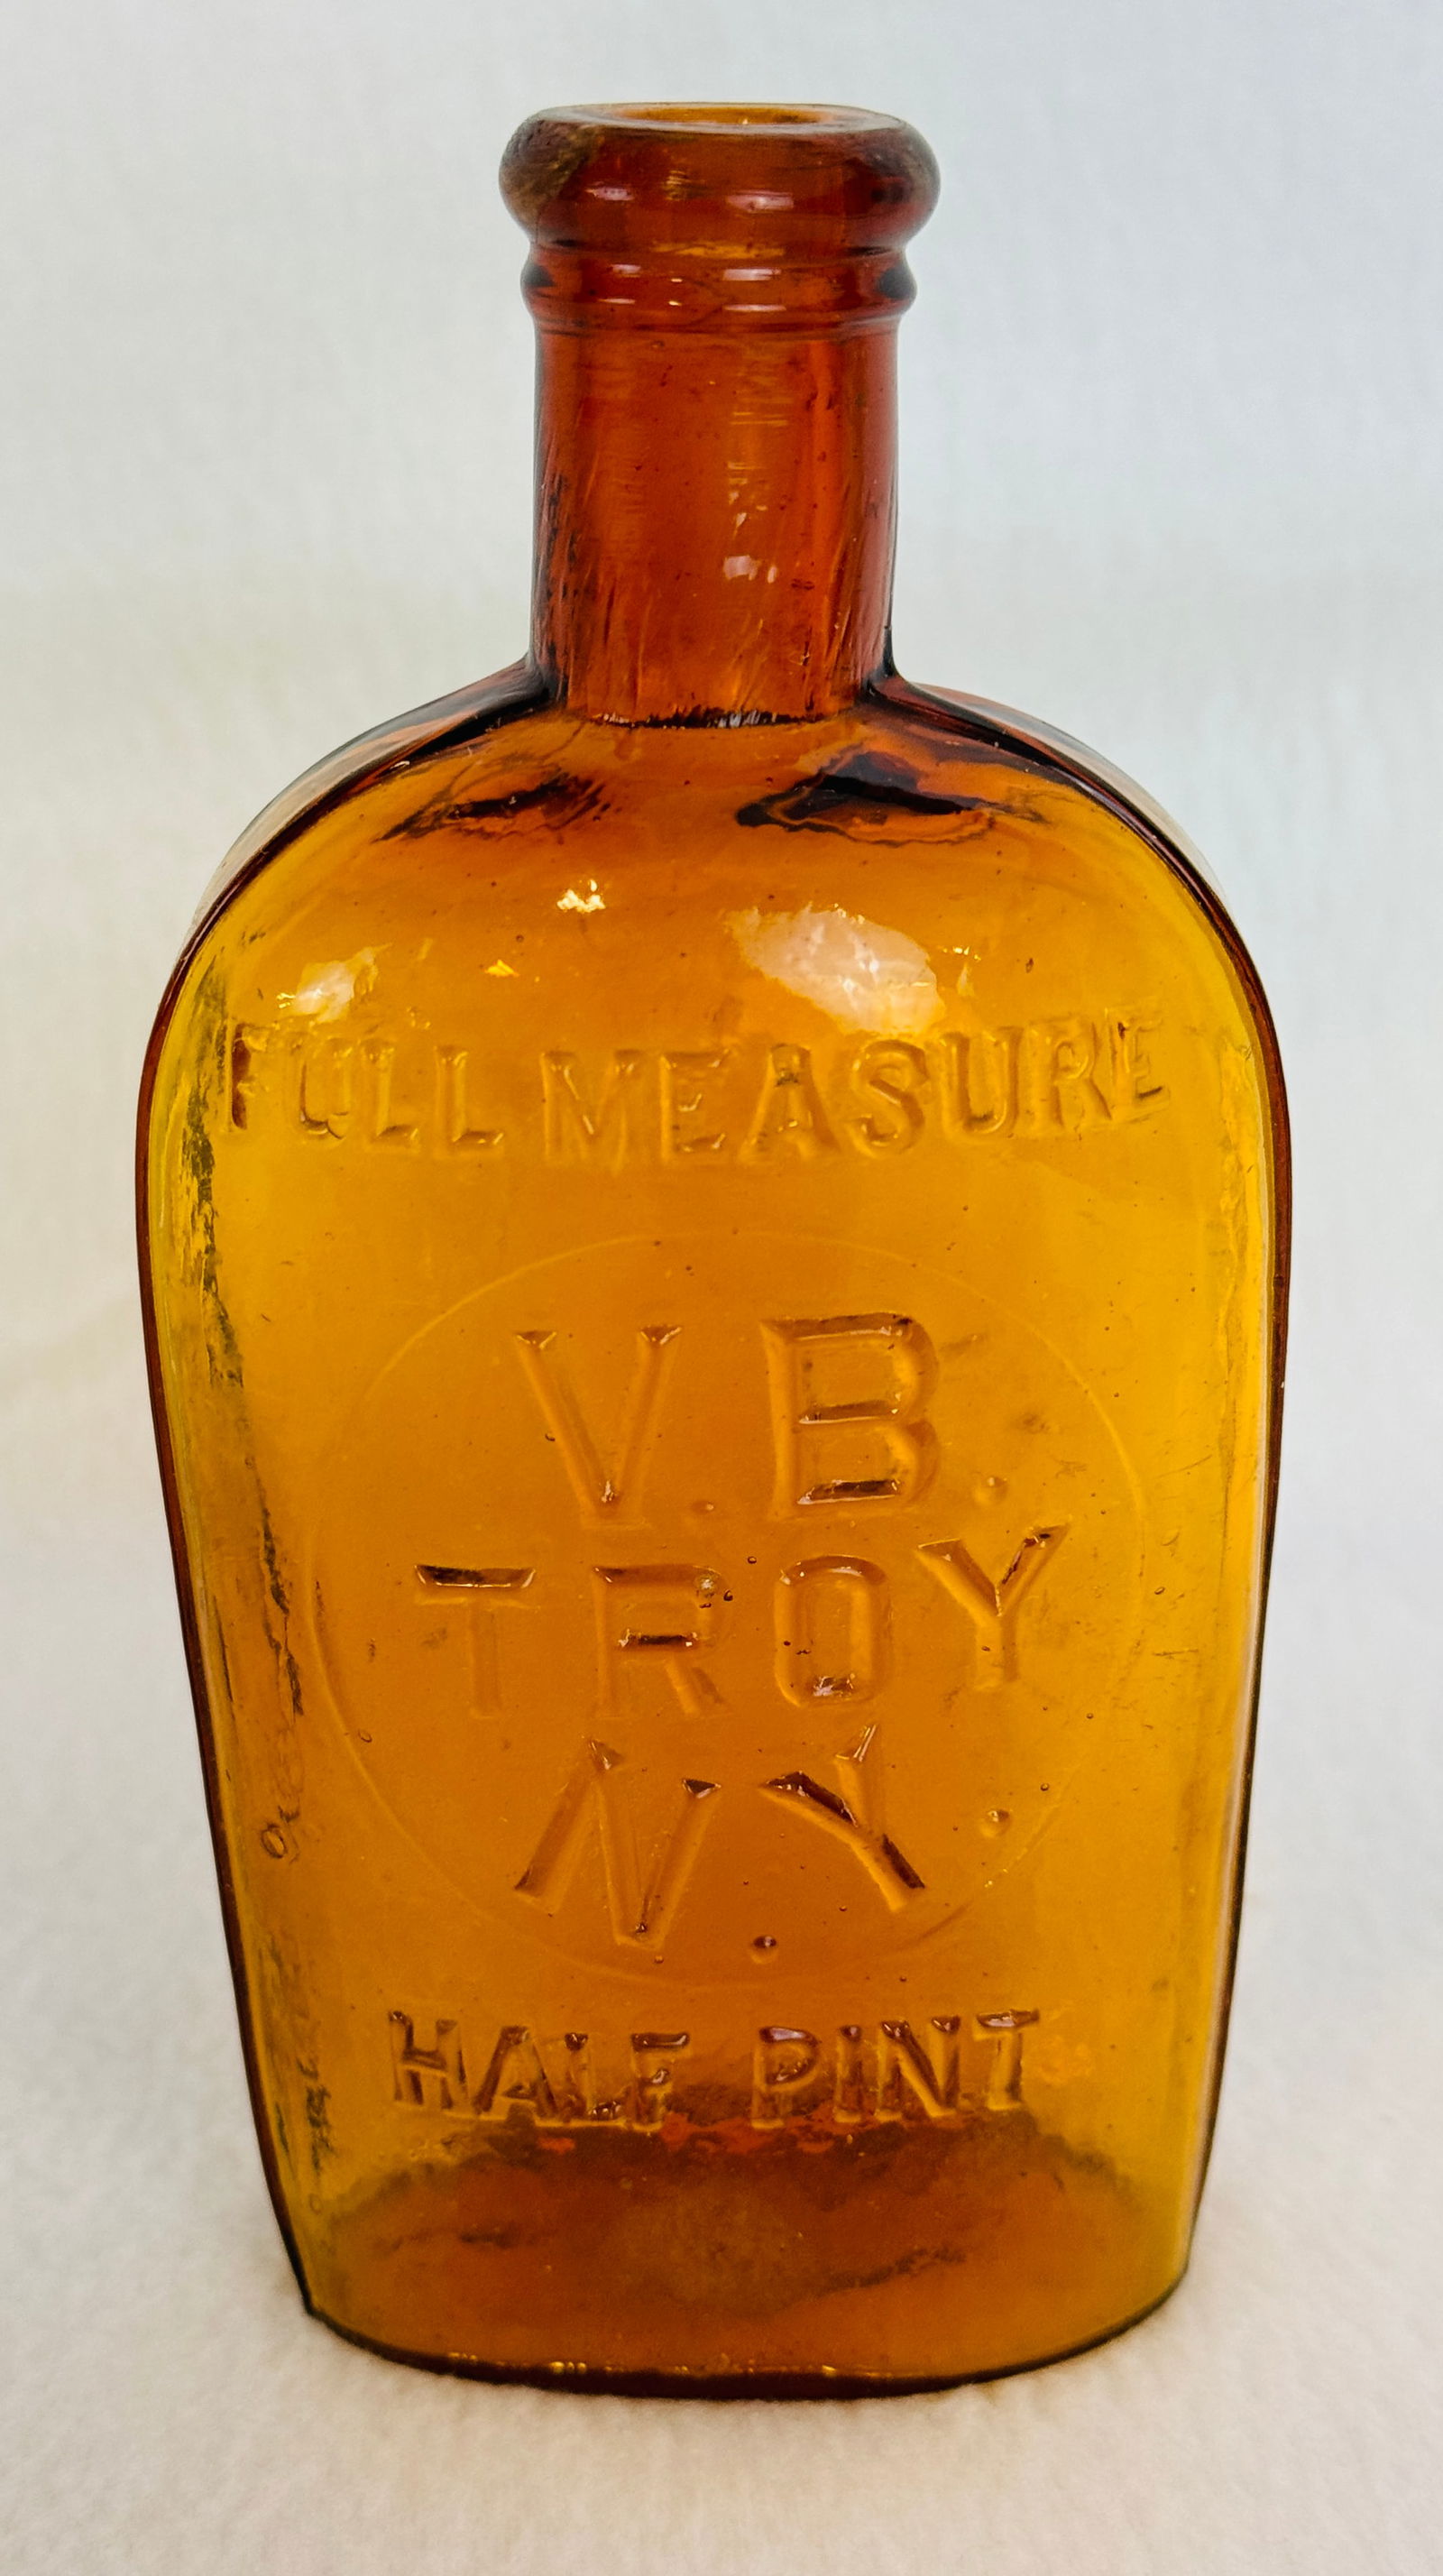 FULL MEASURE
V.B.
TROY
N.Y.
HALF PINT